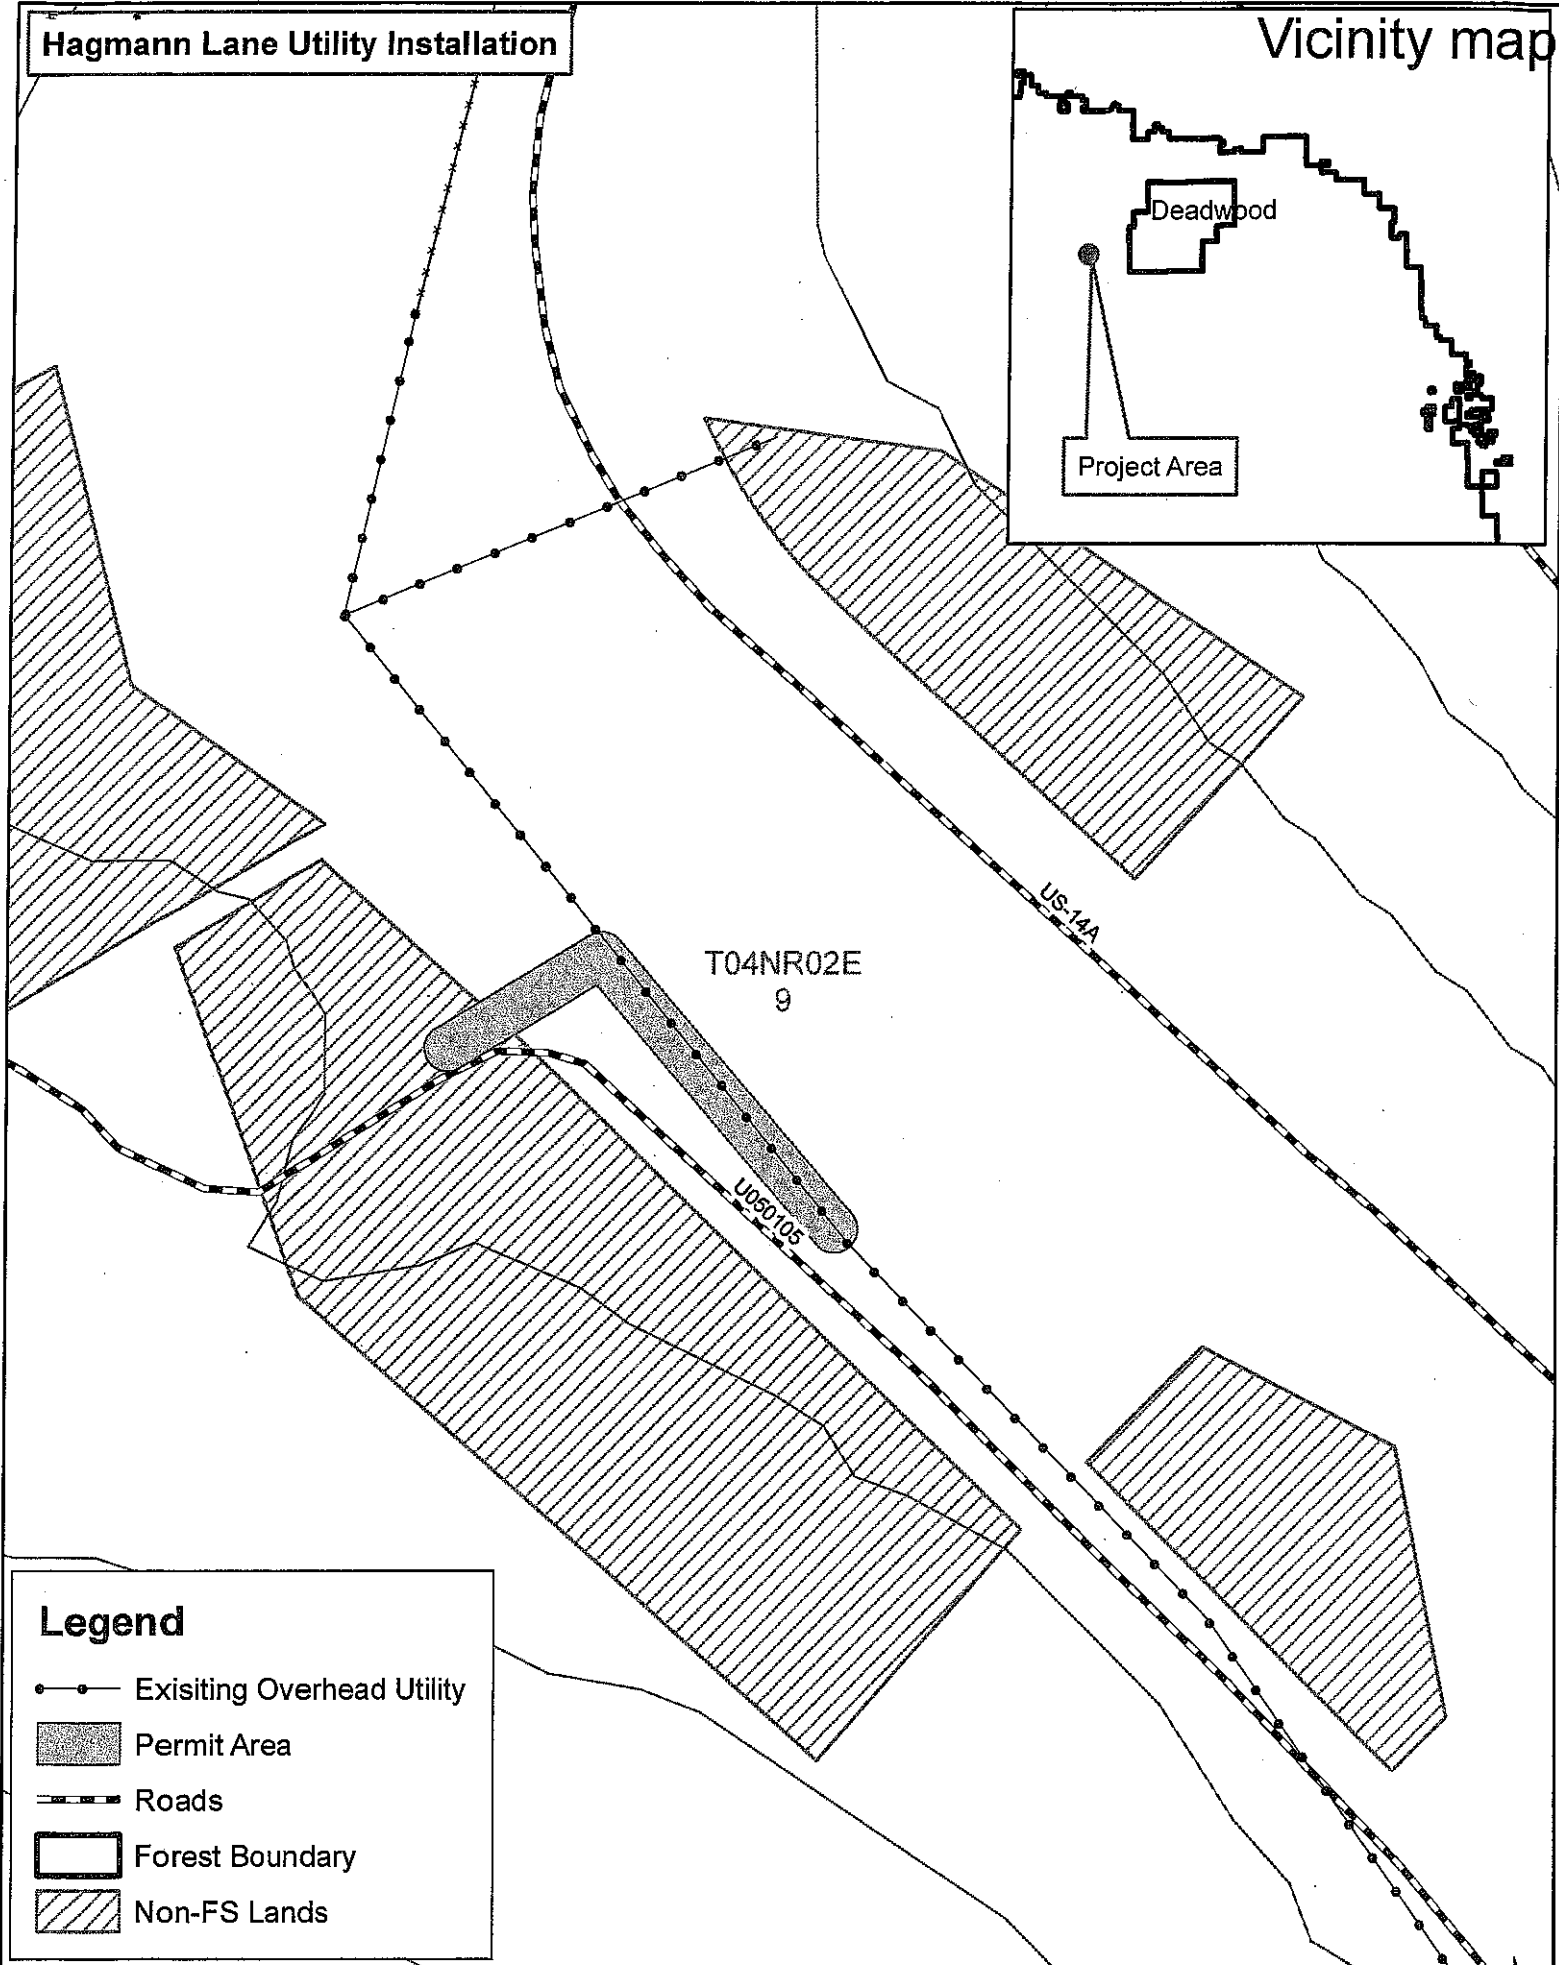 Hagmann Lane Utility Installation
Vicinity map
Deadwood
Project Area
US-14A
T04NR02E
9
U050105
Legend
Exisiting Overhead Utility
Permit Area
Roads
Forest Boundary
Non-FS Lands